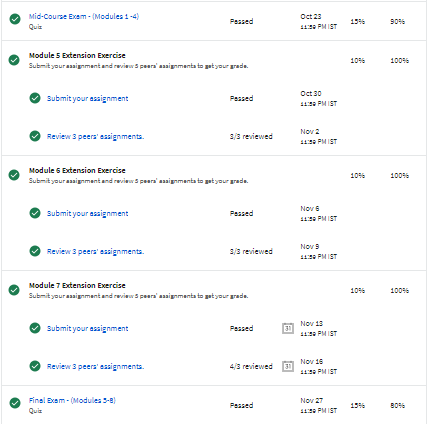 Mid-Course Exam - (Modules 1 -4)
Quiz
Passed
Oct 23
11:59 PM IST
15%
90%
Module 5 Extension Exercise
Submit your assignment and review 3 peers' assignments to get your grade.
10%
100%
Submit your assignment
Passed
Oct 30
11:59 PM IST
Review 3 peers' assignments.
3/3 reviewed
Nov 2
11:59 PM IST
Module 6 Extension Exercise
Submit your assignment and review 3 peers' assignments to get your grade.
10%
100%
Submit your assignment
Passed
Nov 6
11:59 PM IST
Review 3 peers' assignments.
3/3 reviewed
Nov 9
11:59 PM IST
Module 7 Extension Exercise
Submit your assignment and review 3 peers' assignments to get your grade.
10%
100%
Submit your assignment
Passed
31
Nov 13
11:59 PM IST
Review 3 peers' assignments.
4/3 reviewed
31
Nov 16
11:59 PM IST
Final Exam - (Modules 5-8)
Quiz
Passed
Nov 27
11:59 PM IST
15%
80%